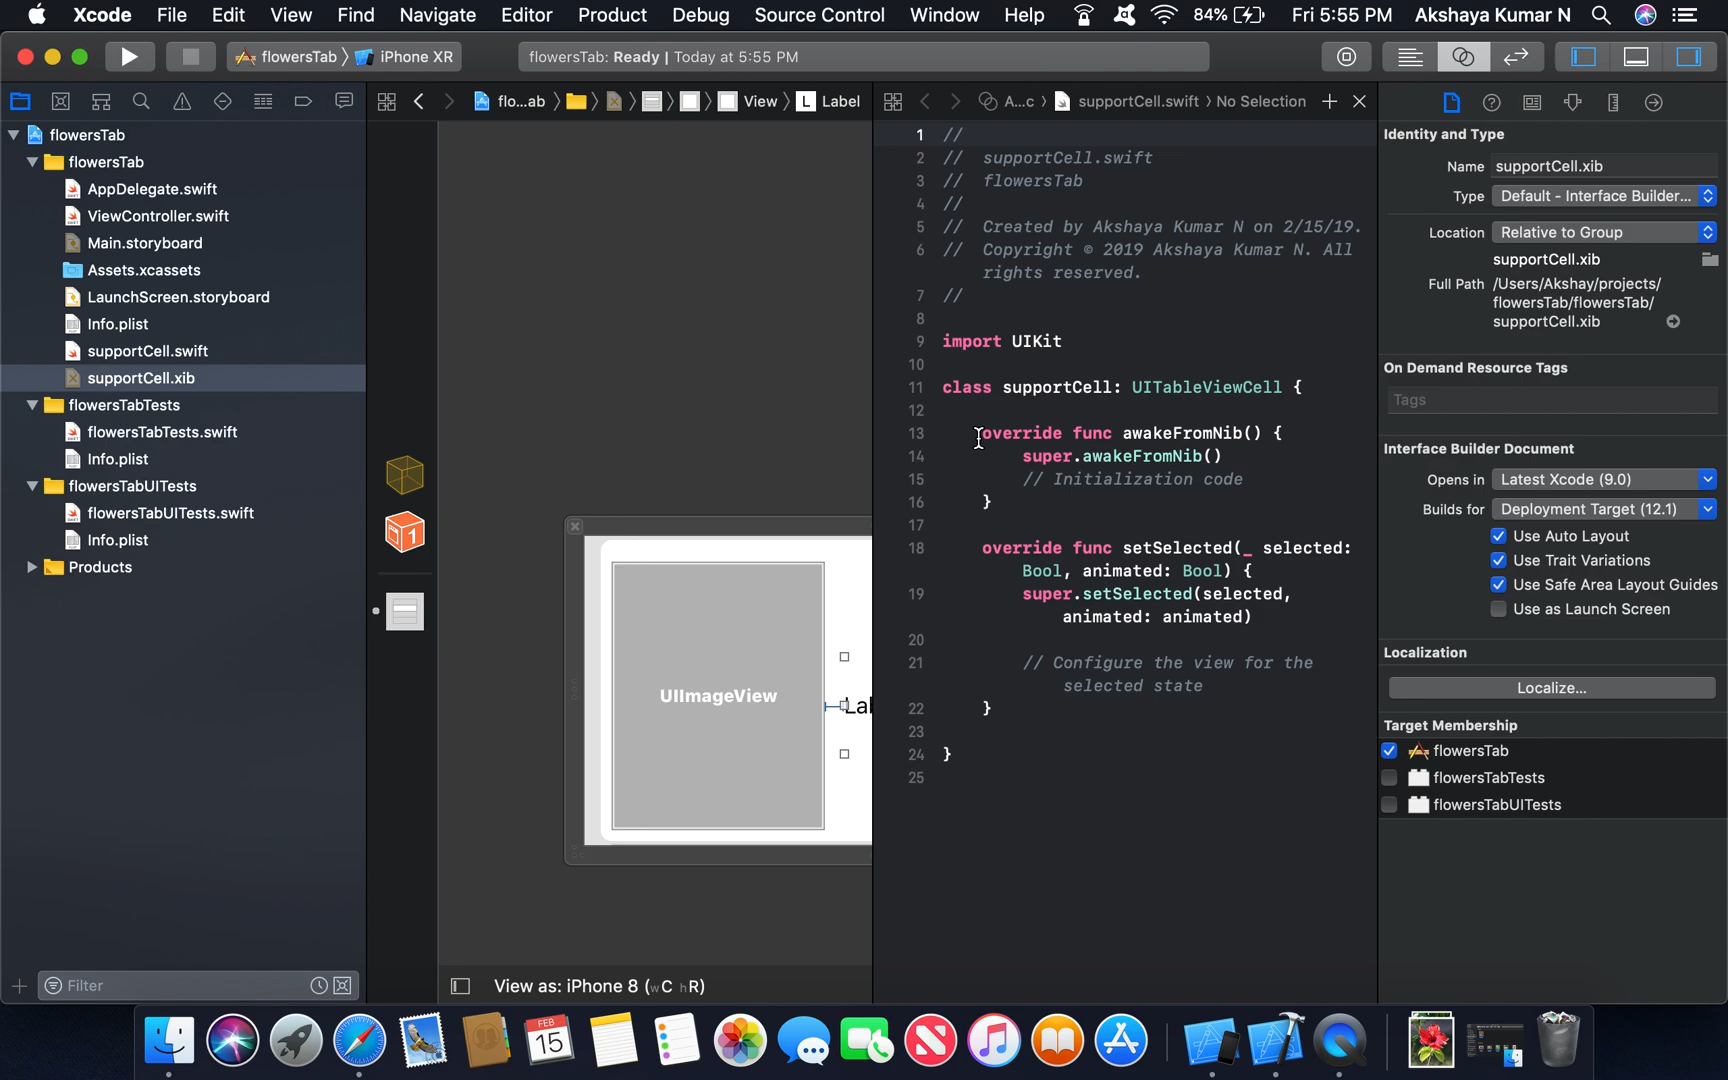 Xcode File Edit View Find Navigate Editor Product Debug Source Control Window Help 84% Fri 5:55 PM Akshaya Kumar N
flowersTab iPhone XR flowersTab: Ready | Today at 5:55 PM
flo...ab View L Label A...c supportCell.swift No Selection
flowersTab
flowersTab
AppDelegate.swift
ViewController.swift
Main.storyboard
Assets.xcassets
LaunchScreen.storyboard
Info.plist
supportCell.swift
supportCell.xib
flowersTabTests
flowersTabTests.swift
Info.plist
flowersTabUITests
flowersTabUITests.swift
Info.plist
Products
Filter
1
UIImageView
Lab
View as: iPhone 8 (wC hR)
1 //
2 // supportCell.swift
3 // flowersTab
4 //
5 // Created by Akshaya Kumar N on 2/15/19.
6 // Copyright © 2019 Akshaya Kumar N. All
rights reserved.
7 //
8
9 import UIKit
10
11 class supportCell: UITableViewCell {
12
13 override func awakeFromNib() {
14 super.awakeFromNib()
15 // Initialization code
16 }
17
18 override func setSelected(_ selected:
Bool, animated: Bool) {
19 super.setSelected(selected,
animated: animated)
20
21 // Configure the view for the
selected state
22 }
23
24 }
25
Identity and Type
Name supportCell.xib
Type Default - Interface Builder...
Location Relative to Group
supportCell.xib
Full Path /Users/Akshay/projects/
flowersTab/flowersTab/
supportCell.xib
On Demand Resource Tags
Tags
Interface Builder Document
Opens in Latest Xcode (9.0)
Builds for Deployment Target (12.1)
Use Auto Layout
Use Trait Variations
Use Safe Area Layout Guides
Use as Launch Screen
Localization
Localize...
Target Membership
flowersTab
flowersTabTests
flowersTabUITests
FEB
15